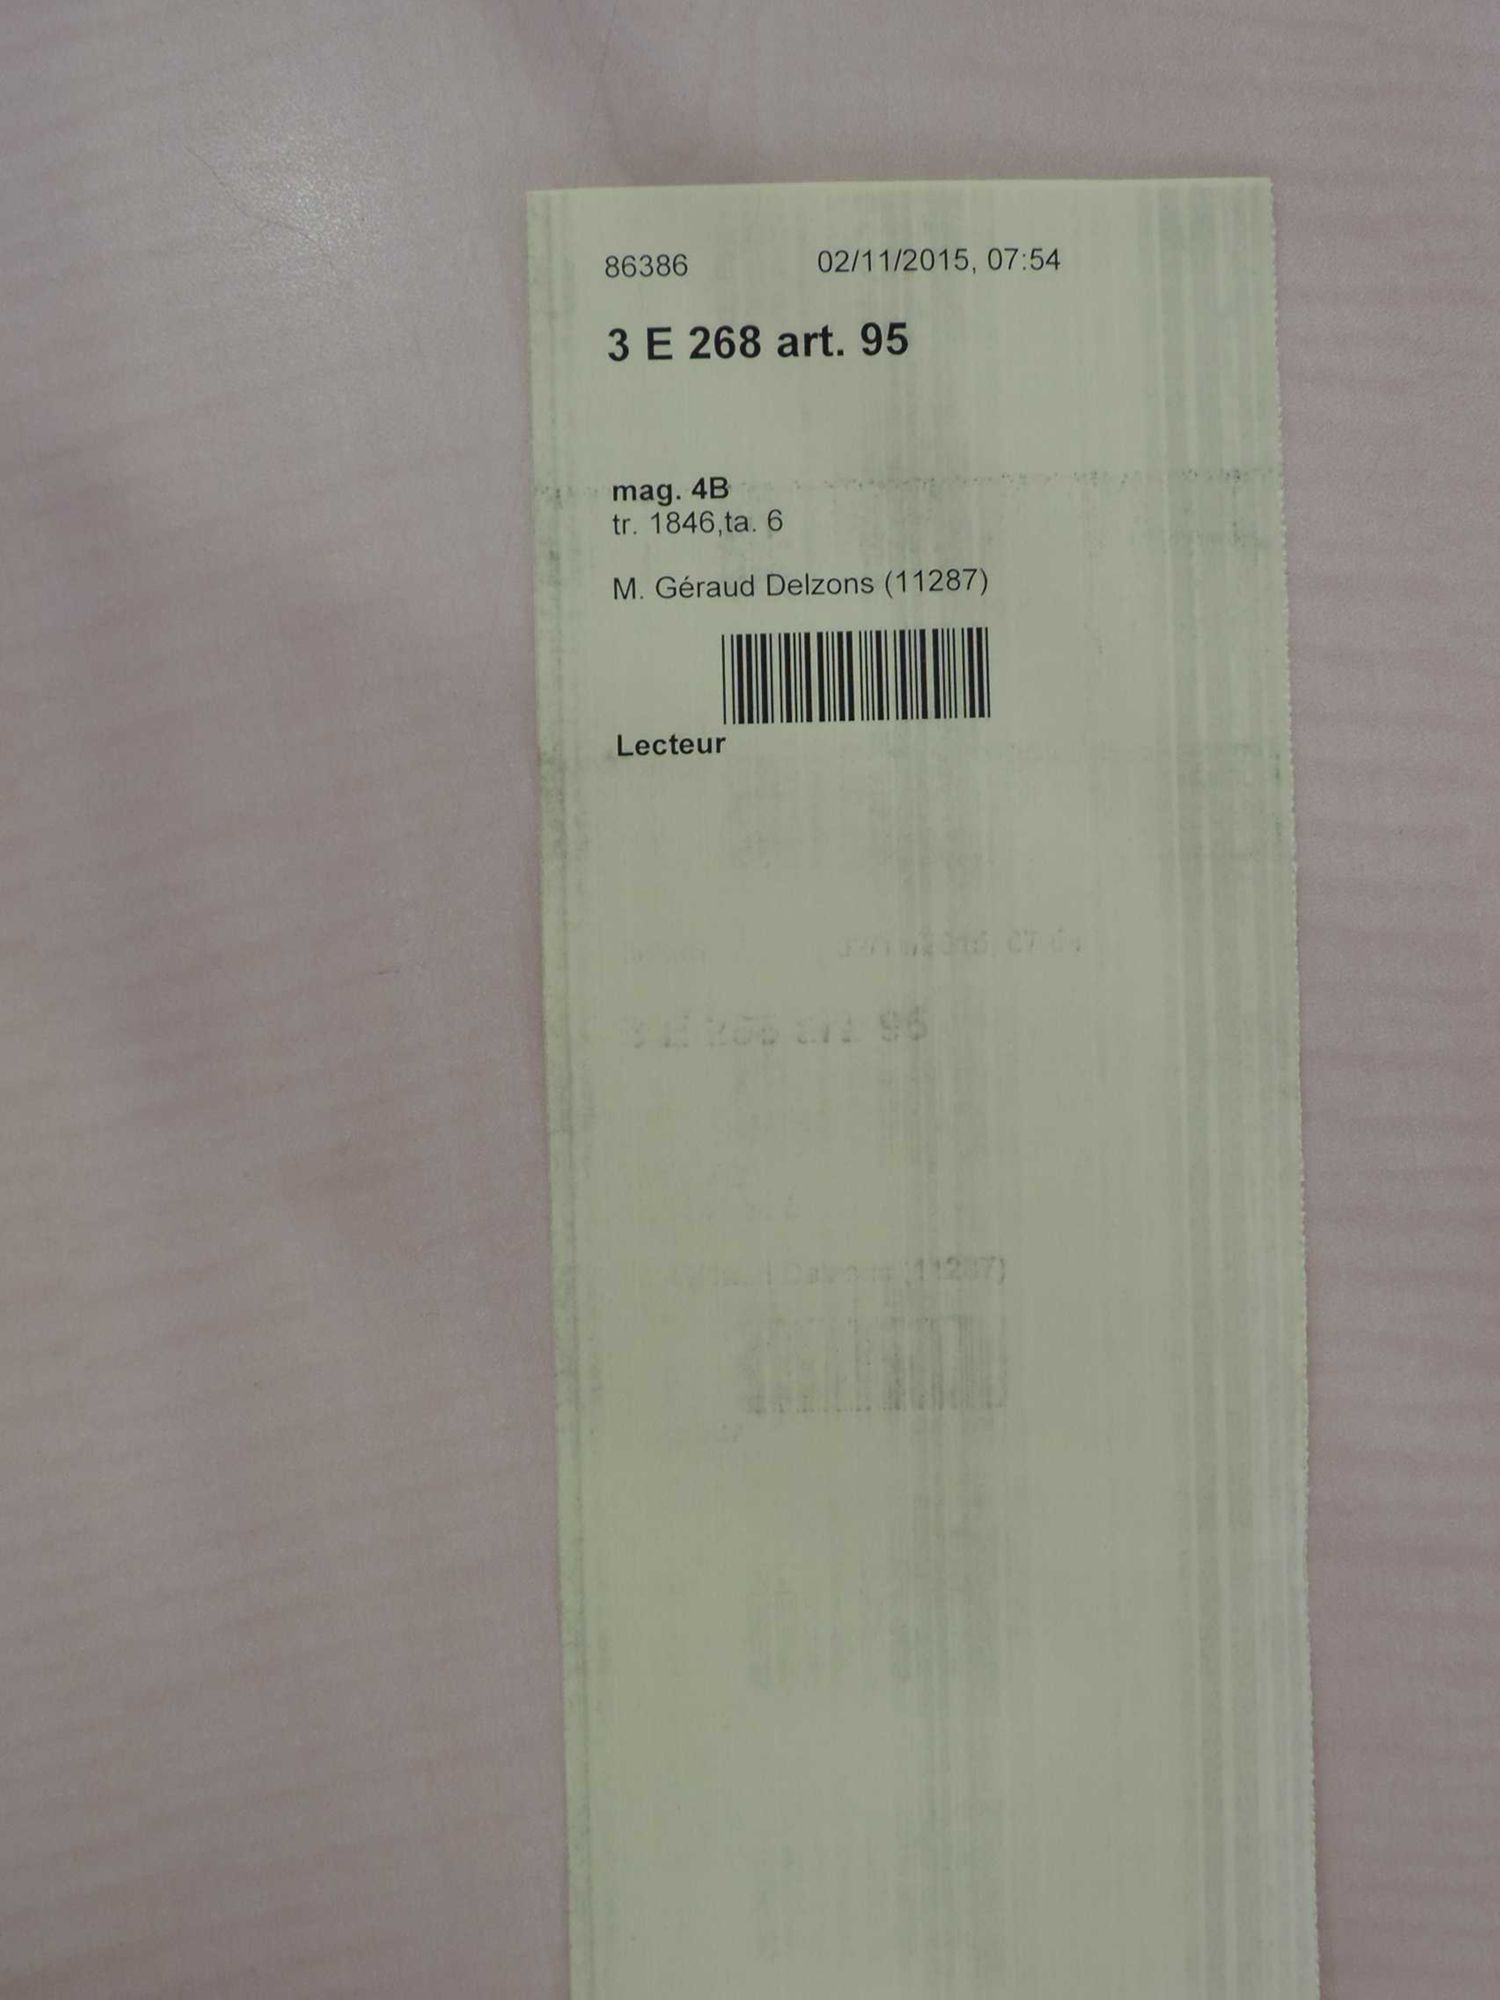 86386 02/11/2015, 07:54
3 E 268 art. 95
mag. 4B
tr. 1846,ta. 6
M. Géraud Delzons (11287)
Lecteur